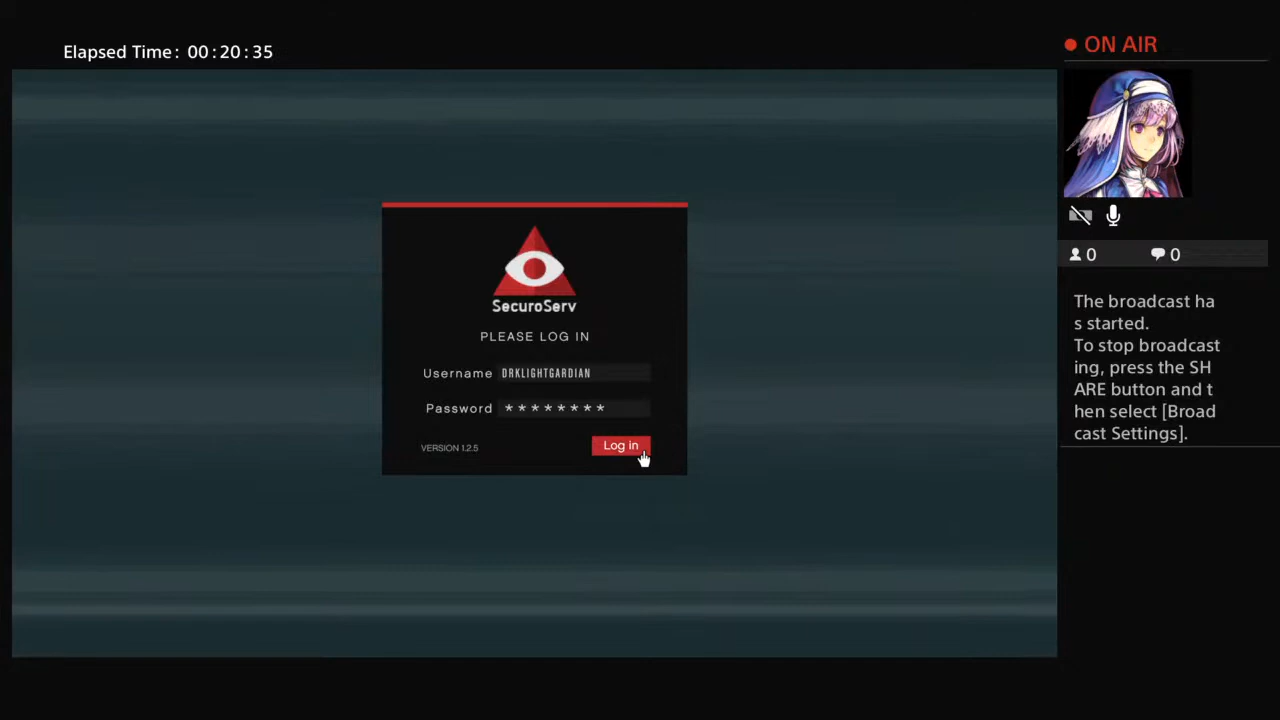 Elapsed Time: 00:20:35
ON AIR
0 0
The broadcast ha
s started.
To stop broadcast
ing, press the SH
ARE button and t
hen select [Broad
cast Settings].
SecuroServ
PLEASE LOG IN
Username DRKLIGHTGARDIAN
Password ********
VERSION 1.2.5 Log in